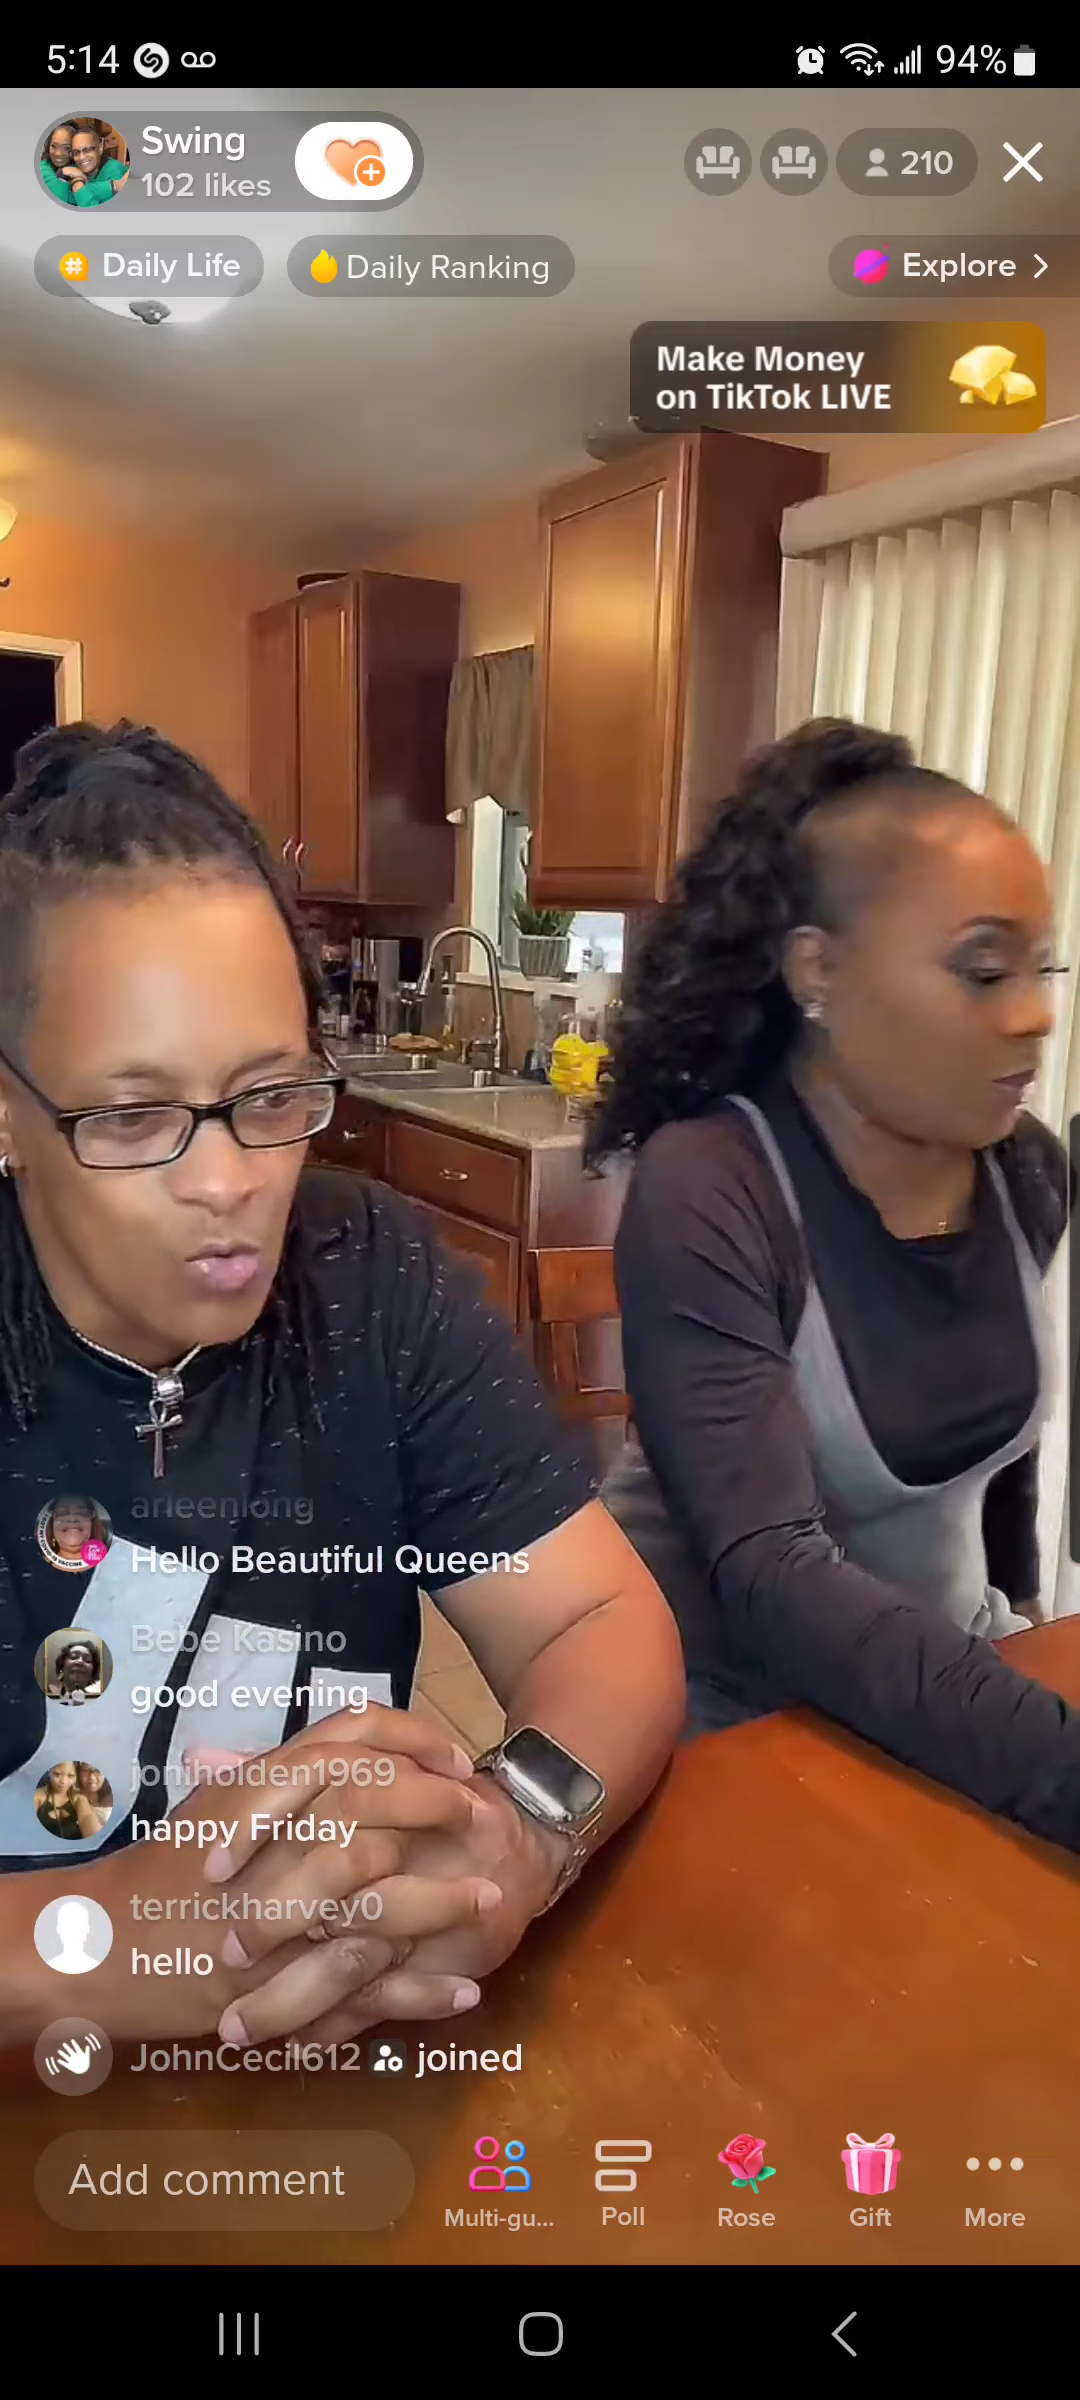 5:14 94%
Swing
102 likes
210
Daily Life
Daily Ranking
Explore >
Make Money
on TikTok LIVE
arleenlong
Hello Beautiful Queens
Bebe Kasino
good evening
joniholden1969
happy Friday
terrickharvey0
hello
JohnCecil612 joined
Add comment
Multi-gu...
Poll
Rose
Gift
More